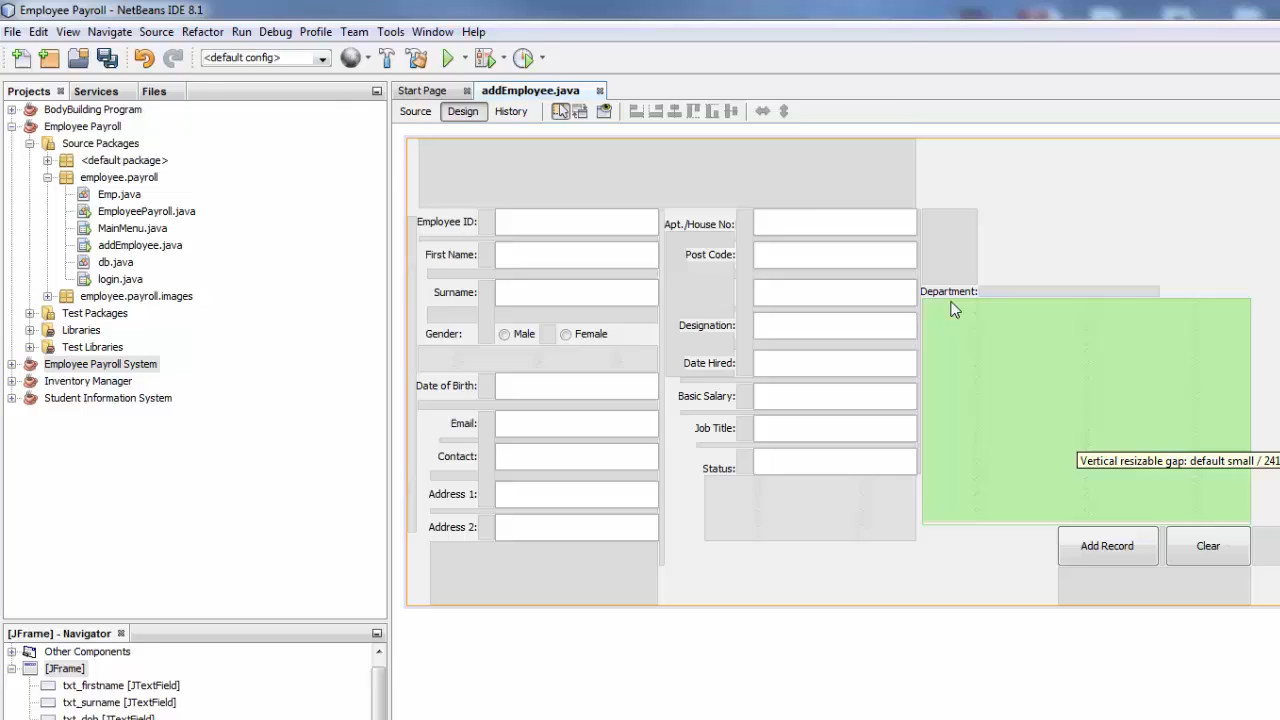 Employee Payroll - NetBeans IDE 8.1
File Edit View Navigate Source Refactor Run Debug Profile Team Tools Window Help
<default config>
Projects Services Files
BodyBuilding Program
Employee Payroll
Source Packages
<default package>
employee.payroll
Emp.java
EmployeePayroll.java
MainMenu.java
addEmployee.java
db.java
login.java
employee.payroll.images
Test Packages
Libraries
Test Libraries
Employee Payroll System
Inventory Manager
Student Information System
[JFrame] - Navigator
Other Components
[JFrame]
txt_firstname [JTextField]
txt_surname [JTextField]
txt_dob [JTextField]
Start Page addEmployee.java
Source Design History
Employee ID:
First Name:
Surname:
Gender: Male Female
Date of Birth:
Email:
Contact:
Address 1:
Address 2:
Apt./House No:
Post Code:
Designation:
Date Hired:
Basic Salary:
Job Title:
Status:
Department:
Vertical resizable gap: default small / 241
Add Record Clear